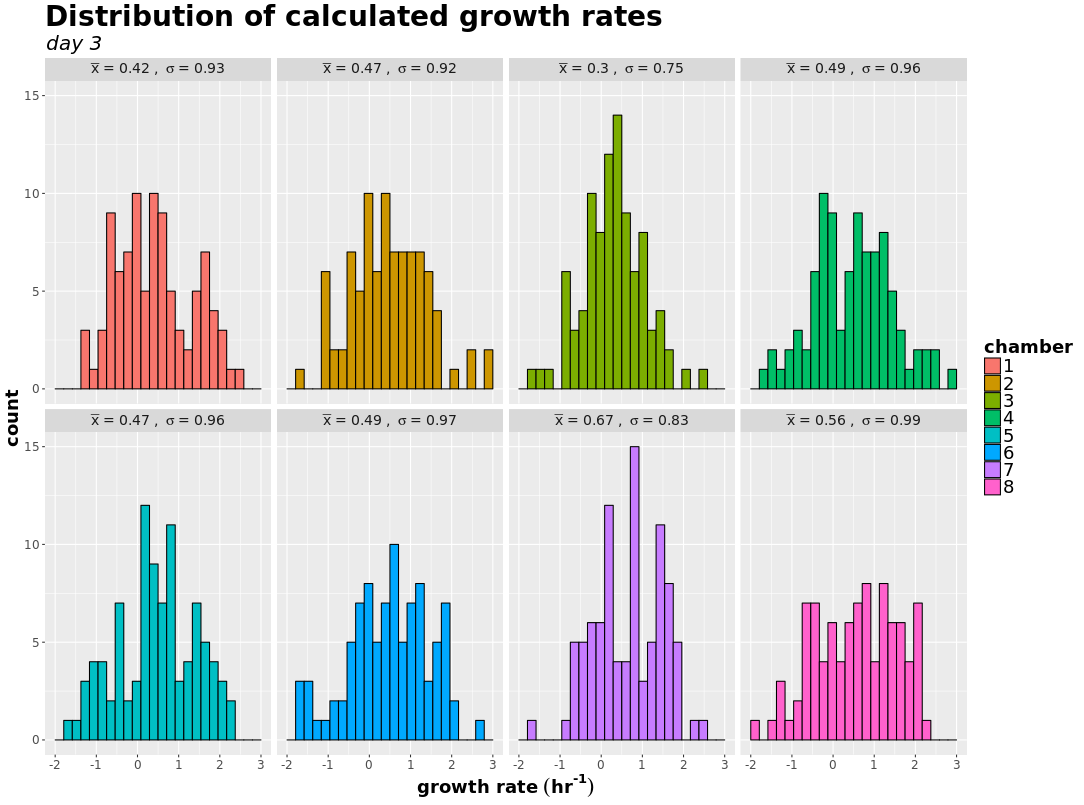 Distribution of calculated growth rates
day 3
x̅ = 0.42 , σ = 0.93
x̅ = 0.47 , σ = 0.92
x̅ = 0.3 , σ = 0.75
x̅ = 0.49 , σ = 0.96
15
10
5
0
x̅ = 0.47 , σ = 0.96
x̅ = 0.49 , σ = 0.97
x̅ = 0.67 , σ = 0.83
x̅ = 0.56 , σ = 0.99
15
10
5
0
count
-2 -1 0 1 2 3
-2 -1 0 1 2 3
-2 -1 0 1 2 3
-2 -1 0 1 2 3
growth rate (hr⁻¹)
chamber
1
2
3
4
5
6
7
8